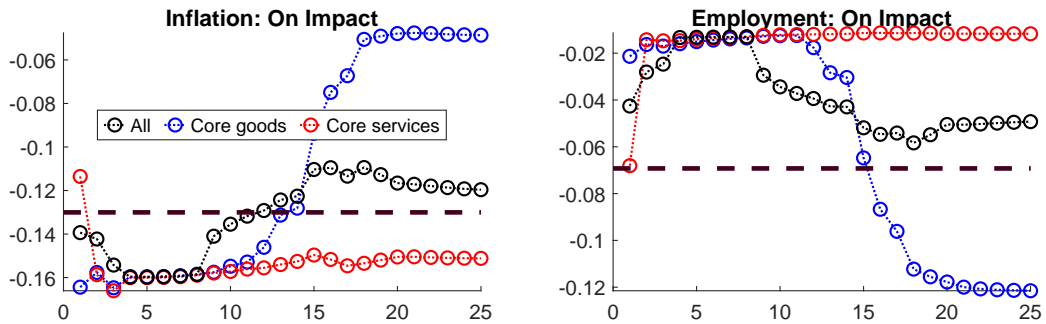 Inflation: On Impact
-0.06
-0.08
-0.1
-0.12
-0.14
-0.16
All Core goods Core services
0 5 10 15 20 25
Employment: On Impact
-0.02
-0.04
-0.06
-0.08
-0.1
-0.12
0 5 10 15 20 25